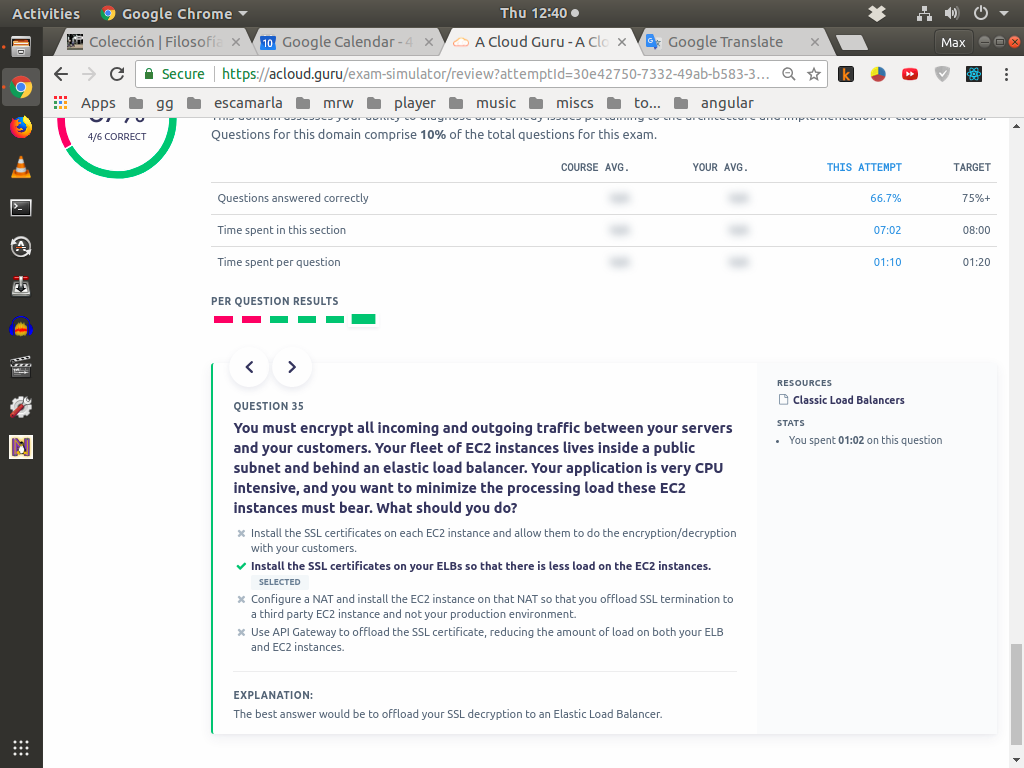 Activities
Google Chrome
Thu 12:40
Colección | Filosofía
Google Calendar - 4
A Cloud Guru - A Clo
Google Translate
Max
Secure
https://acloud.guru/exam-simulator/review?attemptId=30e42750-7332-49ab-b583-3...
Apps
gg
escamarla
mrw
player
music
miscs
to...
angular
4/6 CORRECT
This domain assesses your ability to diagnose and remedy issues pertaining to the architecture and implementation of cloud solutions.
Questions for this domain comprise 10% of the total questions for this exam.
COURSE AVG. YOUR AVG. THIS ATTEMPT TARGET
Questions answered correctly 66.7% 75%+
Time spent in this section 07:02 08:00
Time spent per question 01:10 01:20
PER QUESTION RESULTS
QUESTION 35
You must encrypt all incoming and outgoing traffic between your servers
and your customers. Your fleet of EC2 instances lives inside a public
subnet and behind an elastic load balancer. Your application is very CPU
intensive, and you want to minimize the processing load these EC2
instances must bear. What should you do?
Install the SSL certificates on each EC2 instance and allow them to do the encryption/decryption
with your customers.
Install the SSL certificates on your ELBs so that there is less load on the EC2 instances.
SELECTED
Configure a NAT and install the EC2 instance on that NAT so that you offload SSL termination to
a third party EC2 instance and not your production environment.
Use API Gateway to offload the SSL certificate, reducing the amount of load on both your ELB
and EC2 instances.
EXPLANATION:
The best answer would be to offload your SSL decryption to an Elastic Load Balancer.
RESOURCES
Classic Load Balancers
STATS
You spent 01:02 on this question